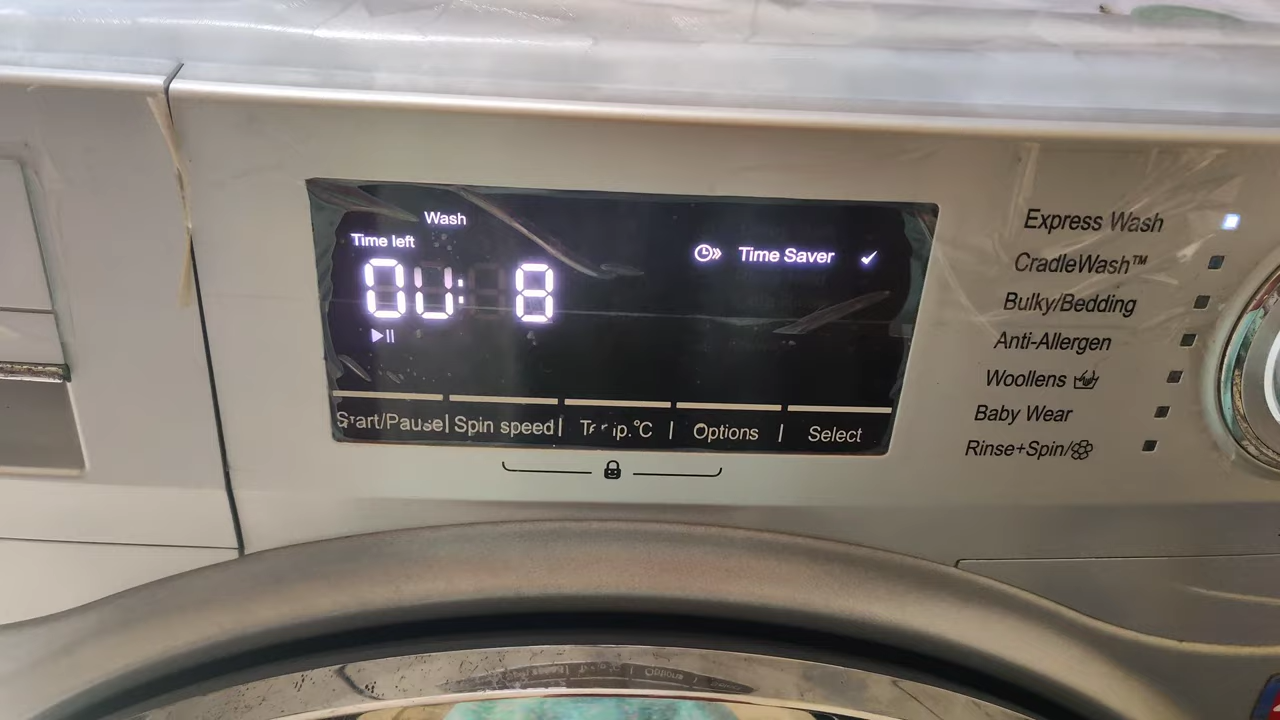 Wash
Time left
0U: 8
Time Saver
Start/Pause | Spin speed | Temp.°C | Options | Select
Express Wash
CradleWash™
Bulky/Bedding
Anti-Allergen
Woollens
Baby Wear
Rinse+Spin/